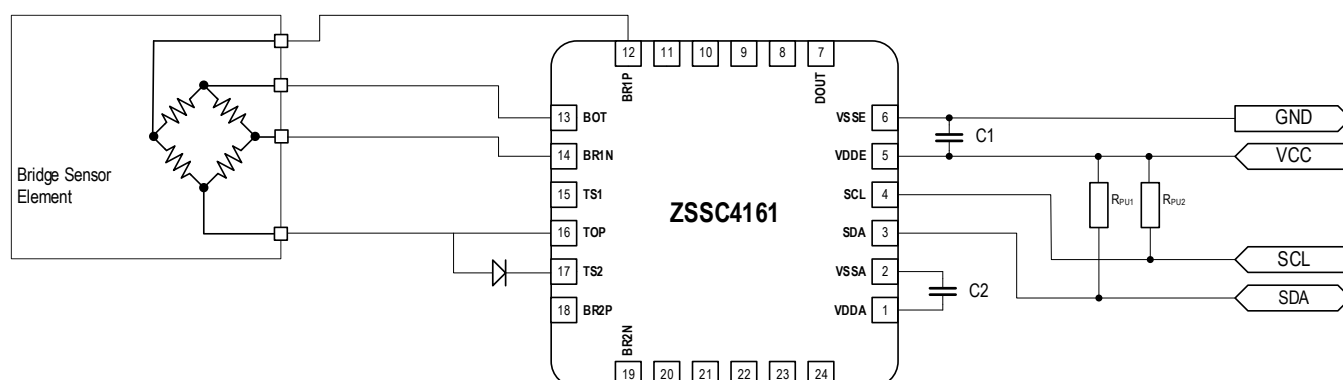 12
11
10
9
8
7
BR1P
DOUT
13 BOT
VSSE 6
C1
GND
14 BR1N
VDDE 5
VCC
Bridge Sensor
Element
15 TS1
SCL 4
RPU1
RPU2
ZSSC4161
16 TOP
SDA 3
SCL
17 TS2
VSSA 2
C2
SDA
18 BR2P
VDDA 1
BR2N
19
20
21
22
23
24